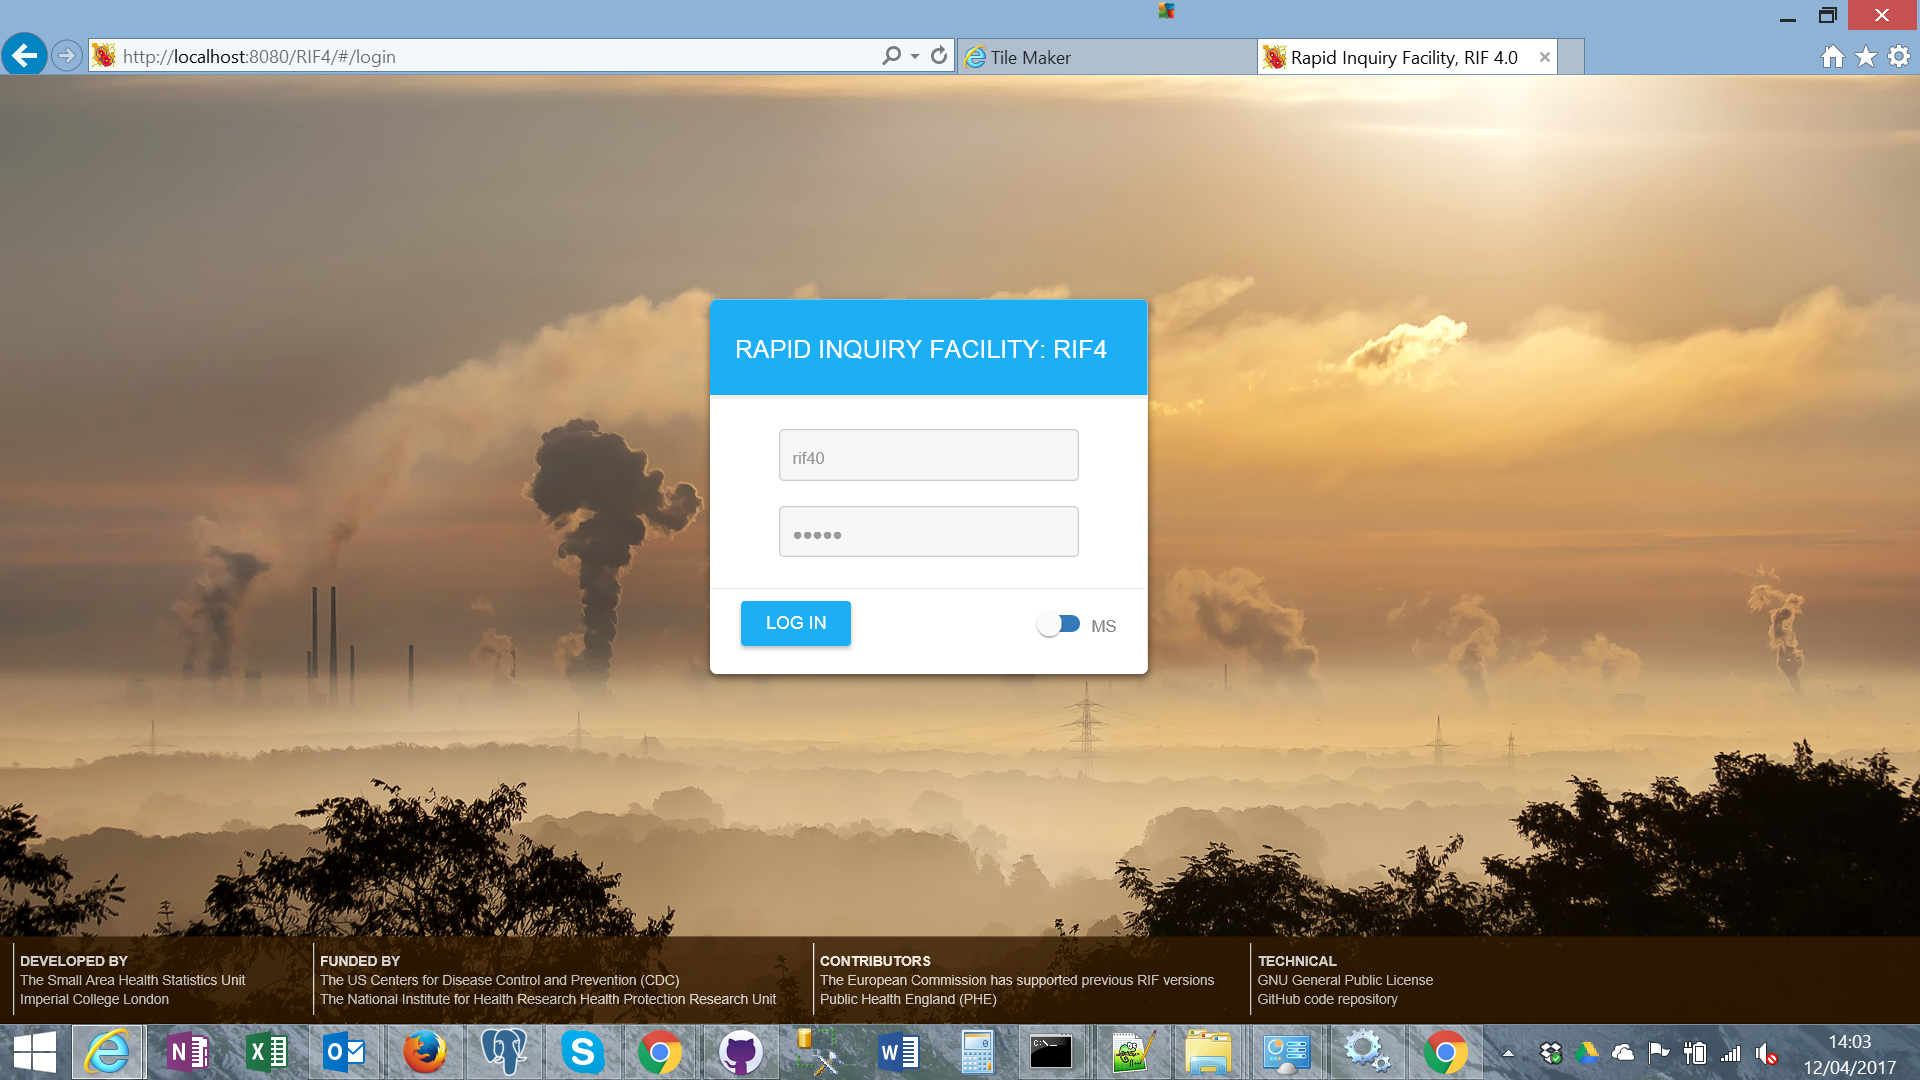 http://localhost:8080/RIF4/#/login
Tile Maker
Rapid Inquiry Facility, RIF 4.0
RAPID INQUIRY FACILITY: RIF4
rif40
●●●●●
LOG IN
MS
DEVELOPED BY
The Small Area Health Statistics Unit
Imperial College London
FUNDED BY
The US Centers for Disease Control and Prevention (CDC)
The National Institute for Health Research Health Protection Research Unit
CONTRIBUTORS
The European Commission has supported previous RIF versions
Public Health England (PHE)
TECHNICAL
GNU General Public License
GitHub code repository
14:03
12/04/2017